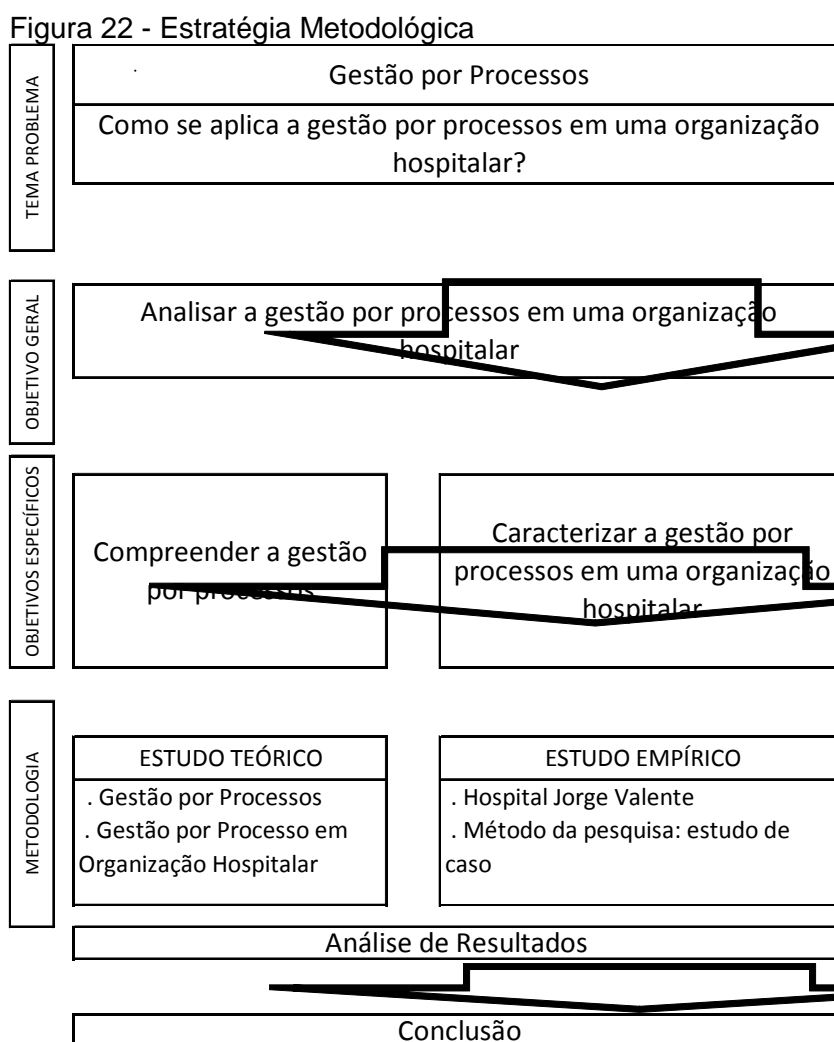 Figura 22 - Estratégia Metodológica
TEMA PROBLEMA
.
Gestão por Processos
Como se aplica a gestão por processos em uma organização
hospitalar?
OBJETIVO GERAL
Analisar a gestão por processos em uma organização
hospitalar
OBJETIVOS ESPECÍFICOS
Compreender a gestão
por processos
Caracterizar a gestão por
processos em uma organização
hospitalar
METODOLOGIA
ESTUDO TEÓRICO
. Gestão por Processos
. Gestão por Processo em
Organização Hospitalar
ESTUDO EMPÍRICO
. Hospital Jorge Valente
. Método da pesquisa: estudo de
caso
Análise de Resultados
Conclusão